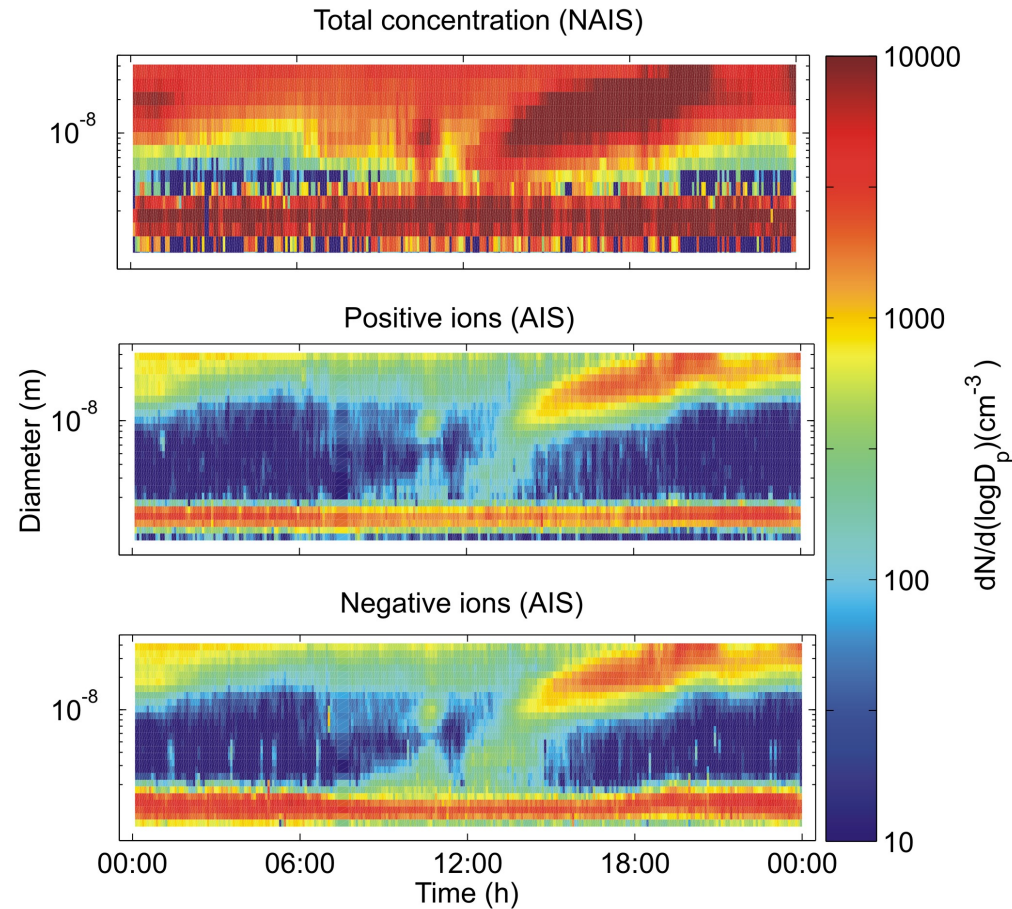 Total concentration (NAIS)
10-8
Positive ions (AIS)
10-8
Negative ions (AIS)
10-8
00:00 06:00 12:00 18:00 00:00
Time (h)
Diameter (m)
10000
1000
100
10
dN/d(logDp)(cm-3)